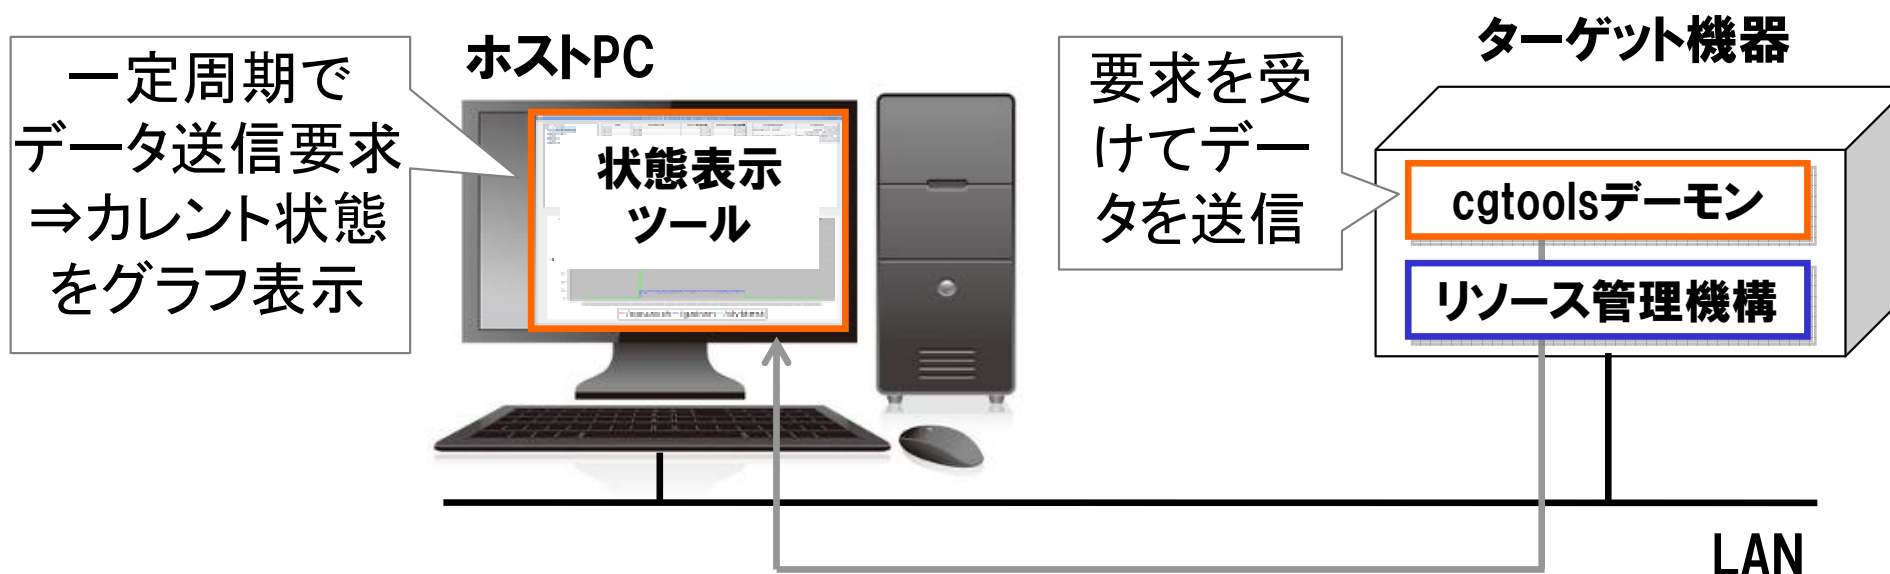 一定周期で
データ送信要求
⇒カレント状態
をグラフ表示
ホストPC
状態表示
ツール
要求を受
けてデー
タを送信
ターゲット機器
cgtoolsデーモン
リソース管理機構
LAN